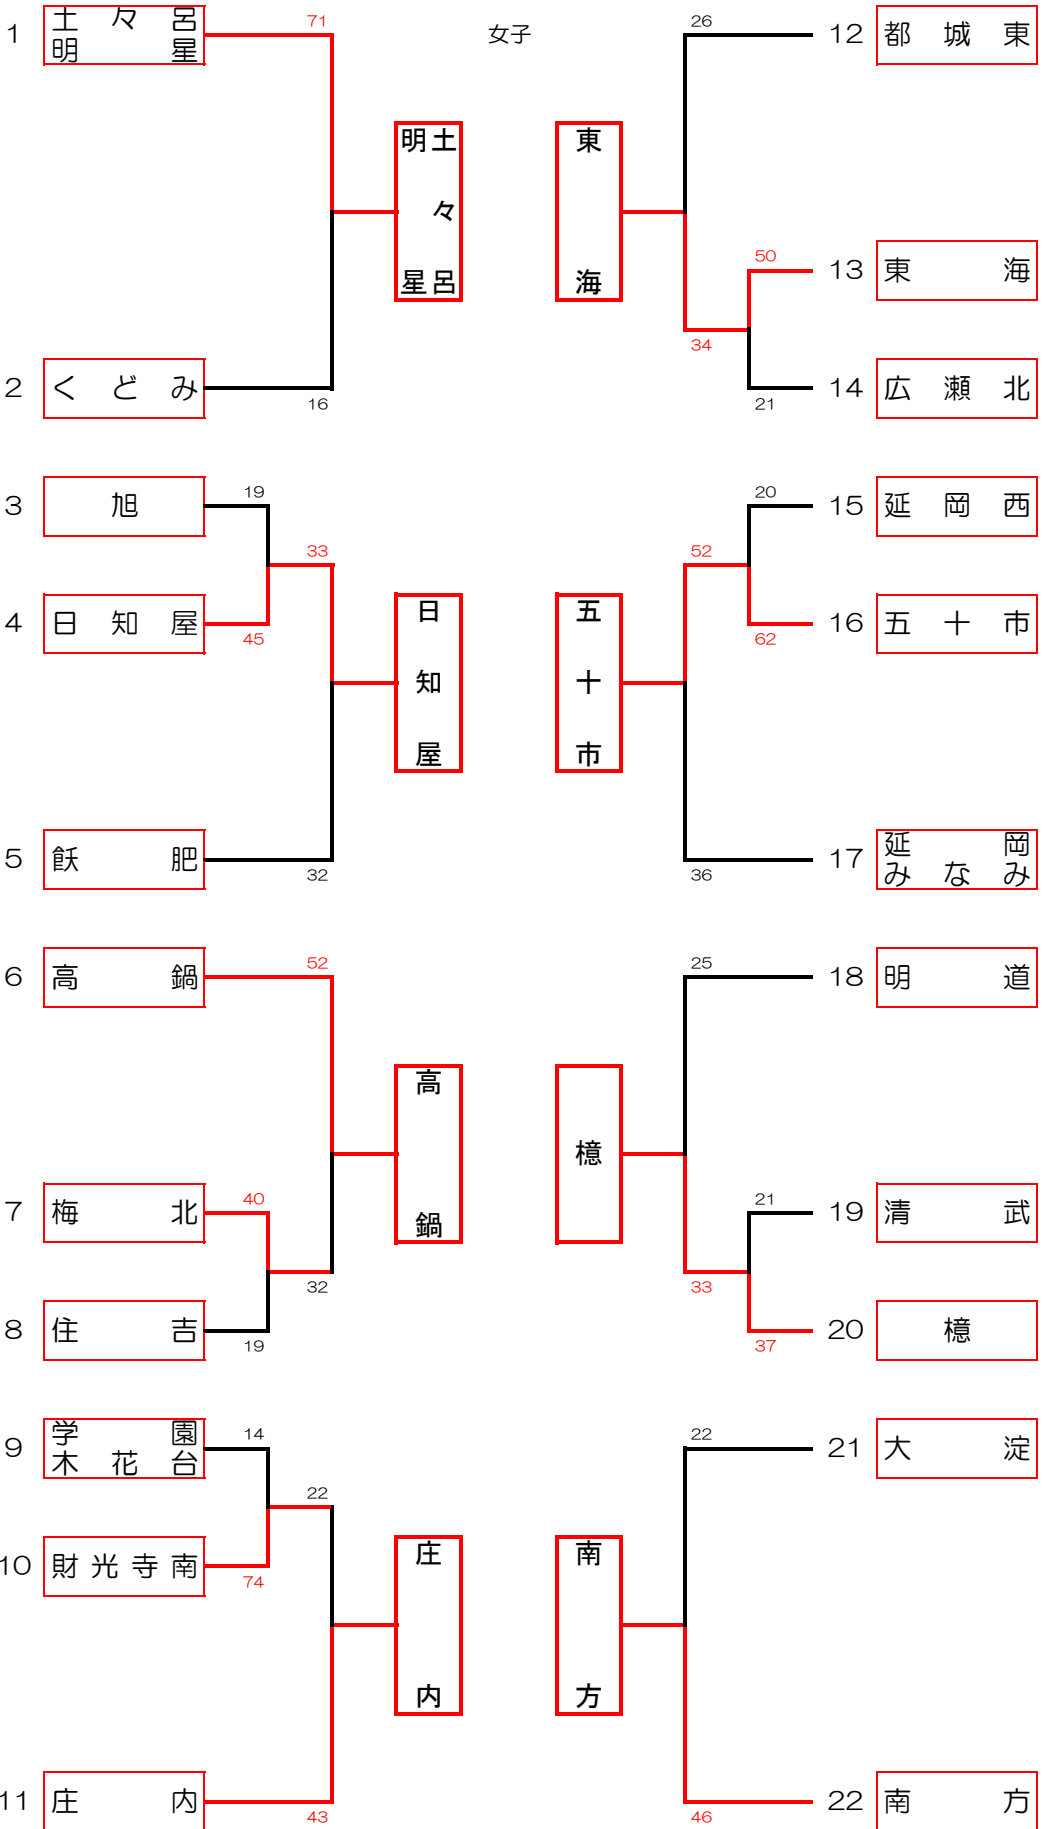 女子
1 土々呂
明星
71
2 くどみ
16
土々呂
明星
3 旭
19
33
4 日知屋
45
5 飫肥
32
日知屋
6 高鍋
52
7 梅北
40
32
8 住吉
19
高鍋
9 学園
木花台
14
22
10 財光寺南
74
11 庄内
43
庄内
26
12 都城東
50
13 東海
34
21
14 広瀬北
東海
20
15 延岡西
52
62
16 五十市
36
17 延岡
みなみ
五十市
25
18 明道
21
19 清武
33
37
20 檍
檍
22
21 大淀
46
22 南方
南方